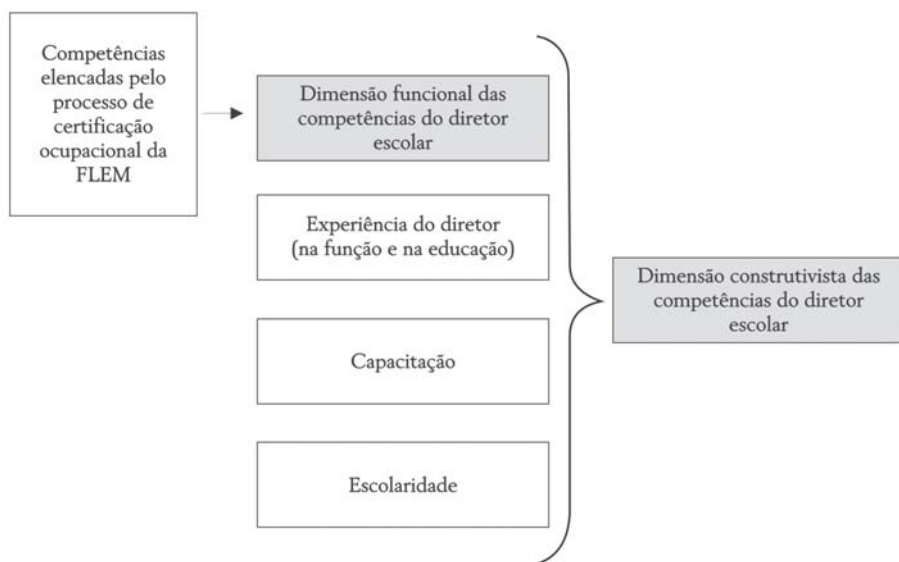 Competências
elencadas pelo
processo de
certificação
ocupacional da
FLEM
Dimensão funcional das
competências do diretor
escolar
Experiência do diretor
(na função e na educação)
Capacitação
Escolaridade
Dimensão construtivista das
competências do diretor
escolar